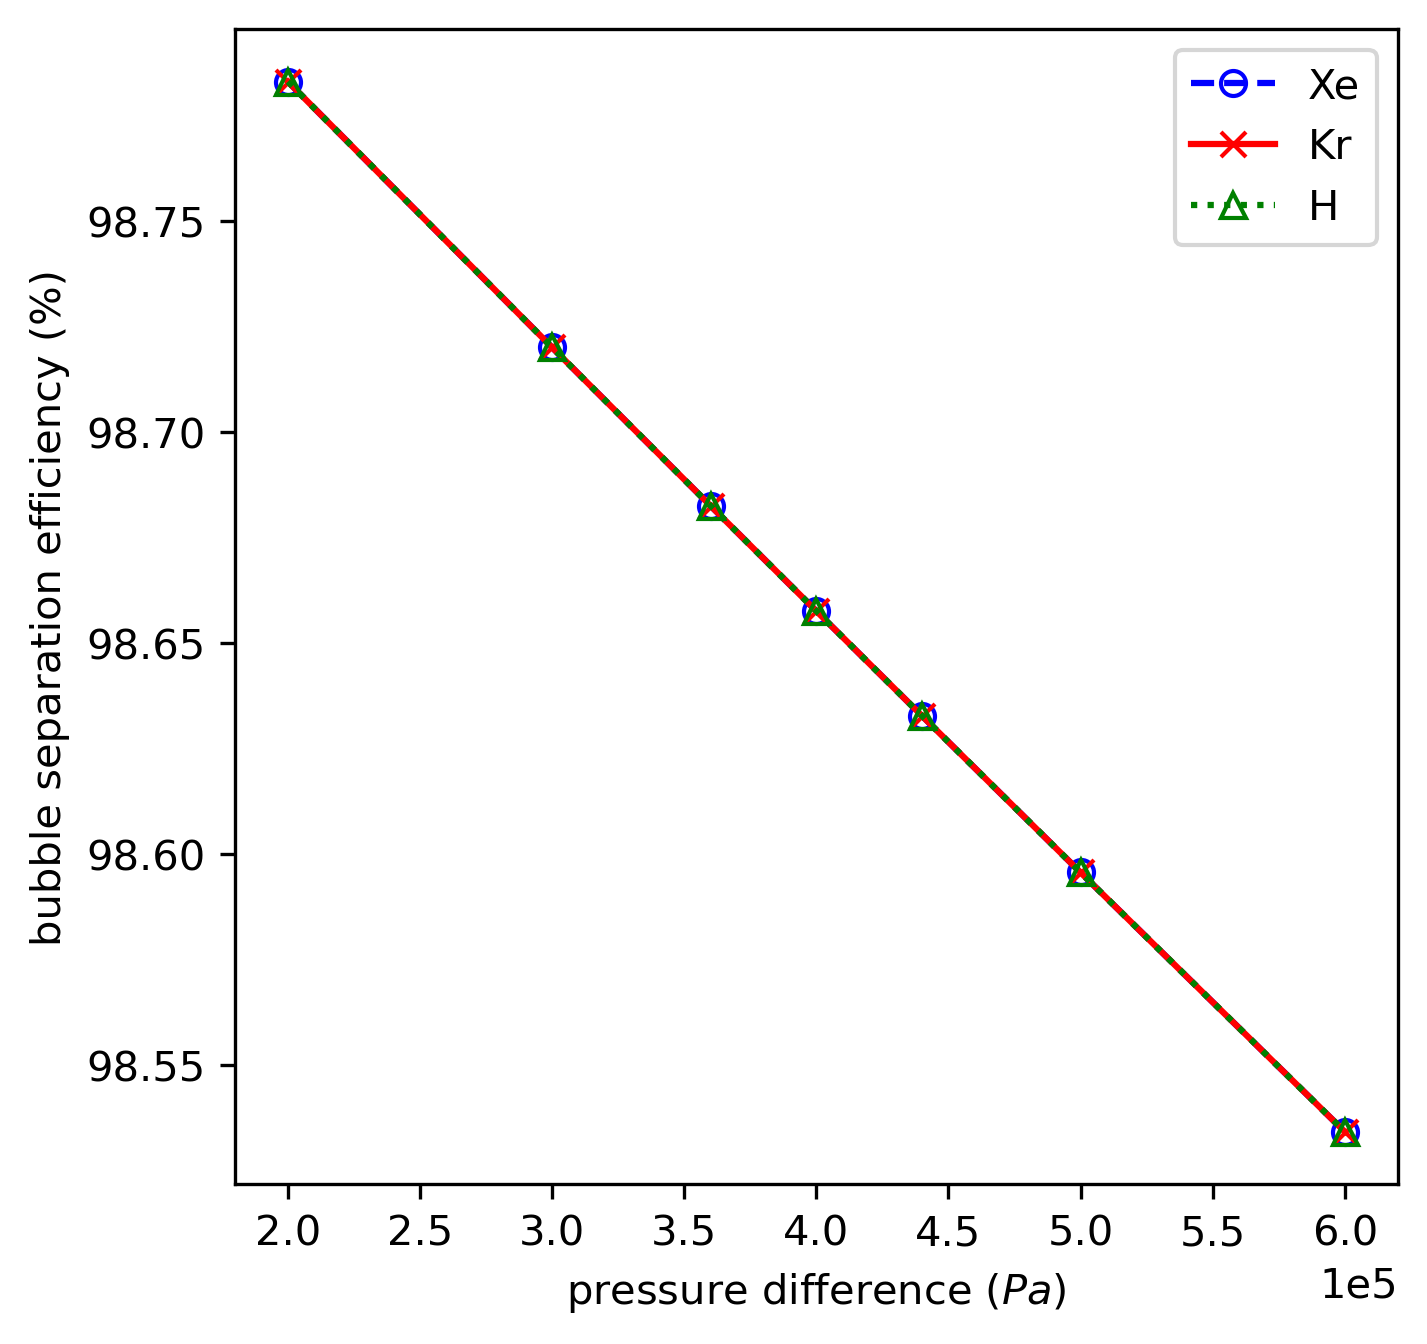 Xe
Kr
H
98.75
98.70
98.65
98.60
98.55
bubble separation efficiency (%)
2.0 2.5 3.0 3.5 4.0 4.5 5.0 5.5 6.0
1e5
pressure difference (Pa)